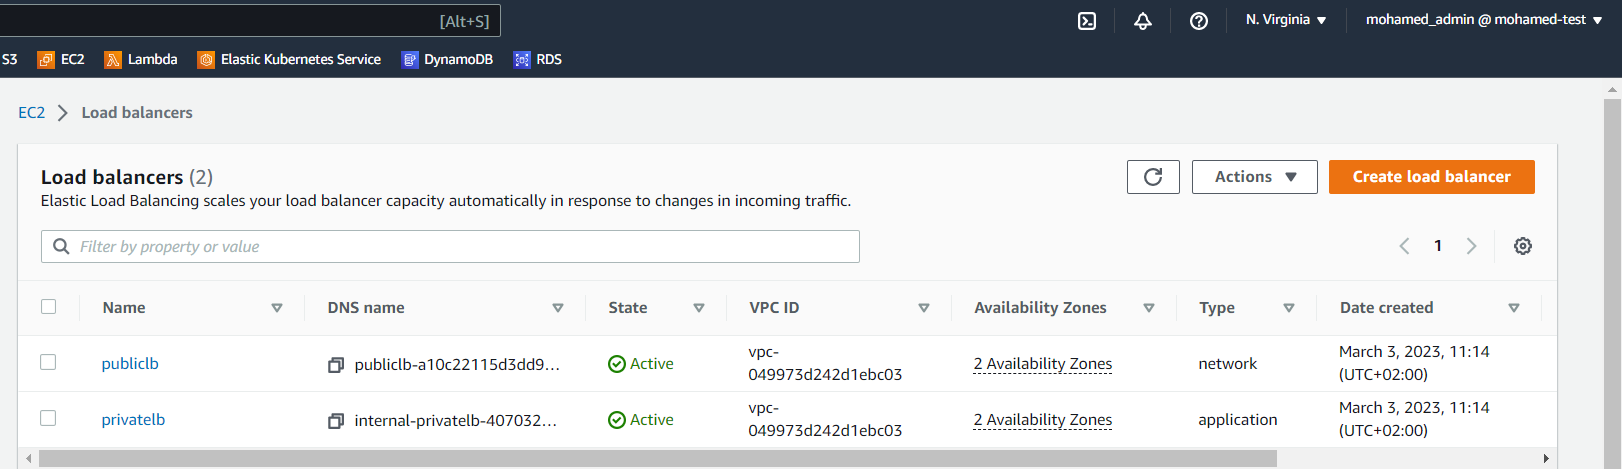 [Alt+S]
N. Virginia
mohamed_admin @ mohamed-test
S3
EC2
Lambda
Elastic Kubernetes Service
DynamoDB
RDS
EC2
Load balancers
Load balancers (2)
Elastic Load Balancing scales your load balancer capacity automatically in response to changes in incoming traffic.
Actions
Create load balancer
Filter by property or value
1
Name
DNS name
State
VPC ID
Availability Zones
Type
Date created
publiclb
publiclb-a10c22115d3dd9...
Active
vpc-
049973d242d1ebc03
2 Availability Zones
network
March 3, 2023, 11:14
(UTC+02:00)
privatelb
internal-privatelb-407032...
Active
vpc-
049973d242d1ebc03
2 Availability Zones
application
March 3, 2023, 11:14
(UTC+02:00)